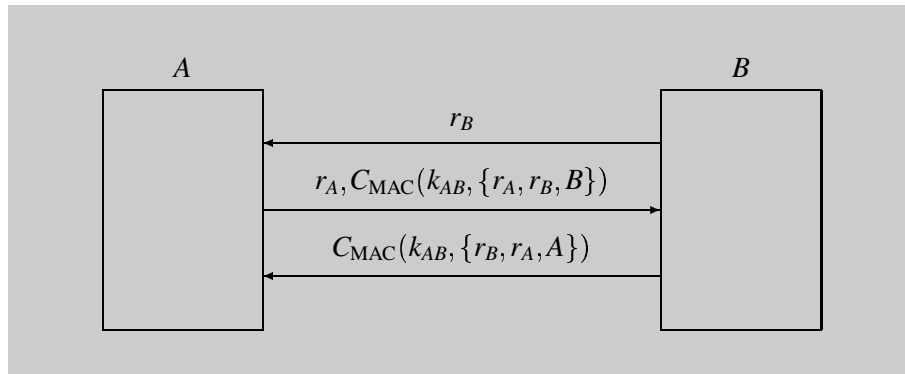 A B
r_B
r_A, C_MAC(k_AB, {r_A, r_B, B})
C_MAC(k_AB, {r_B, r_A, A})